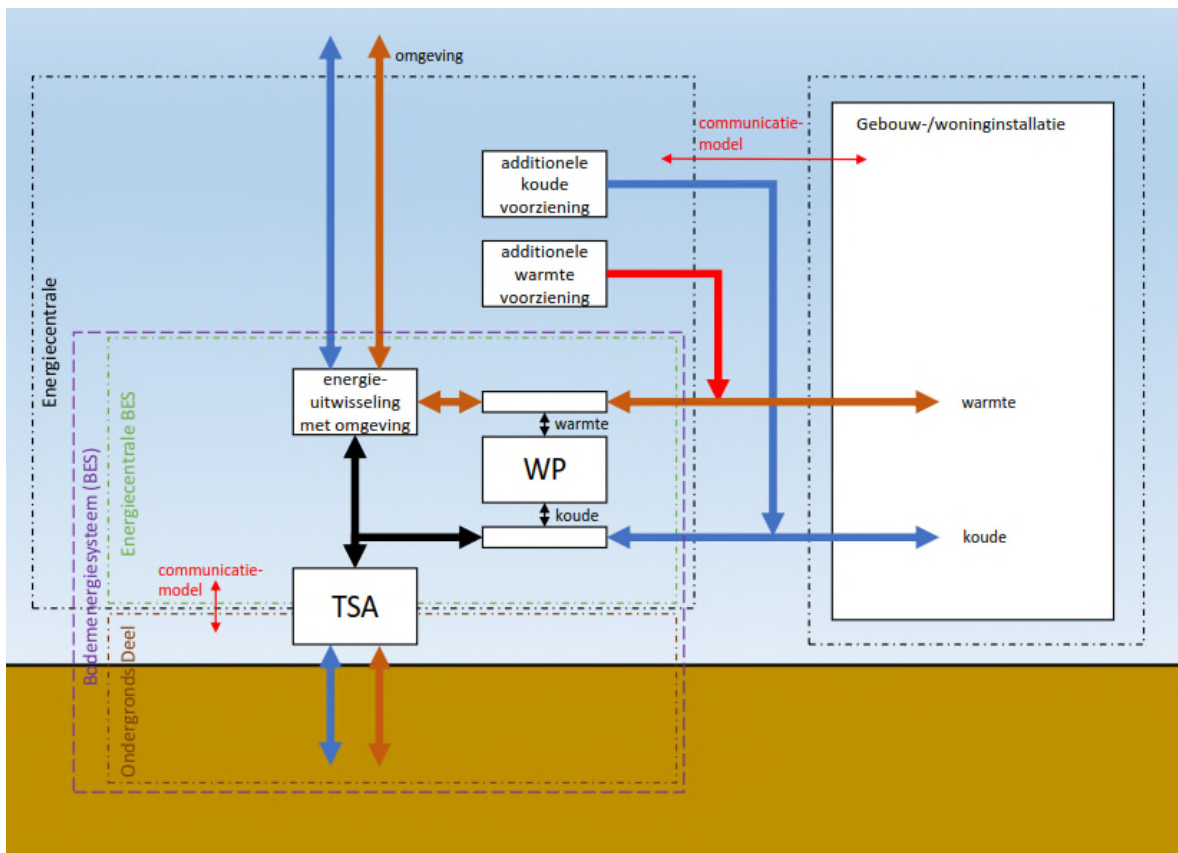 omgeving
communicatie-
model
Gebouw-/woninginstallatie
additionele
koude
voorziening
additionele
warmte
voorziening
Energiecentrale
Bodemenergiesysteem (BES)
Energiecentrale BES
energie-
uitwisseling
met omgeving
warmte
warmte
WP
koude
koude
communicatie-
model
TSA
Ondergronds Deel